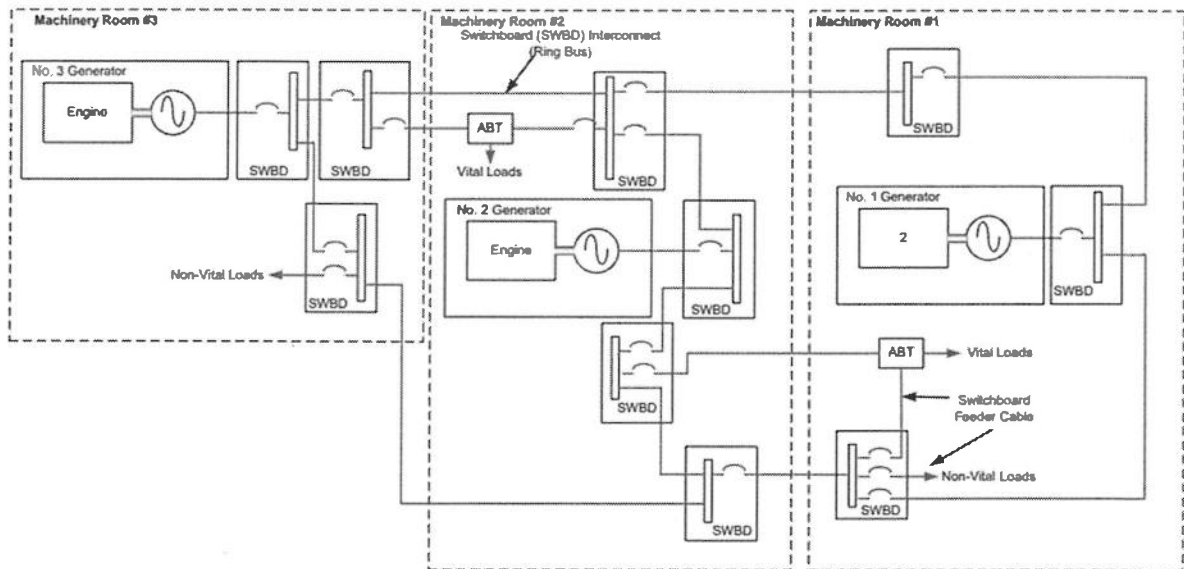 Machinery Room #3
No. 3 Generator
Engine
SWBD
SWBD
SWBD
Non-Vital Loads
Machinery Room #2
Switchboard (SWBD) Interconnect
(Ring Bus)
ABT
Vital Loads
SWBD
No. 2 Generator
Engine
SWBD
SWBD
SWBD
Machinery Room #1
SWBD
No. 1 Generator
2
SWBD
ABT
Vital Loads
Switchboard
Feeder Cable
Non-Vital Loads
SWBD